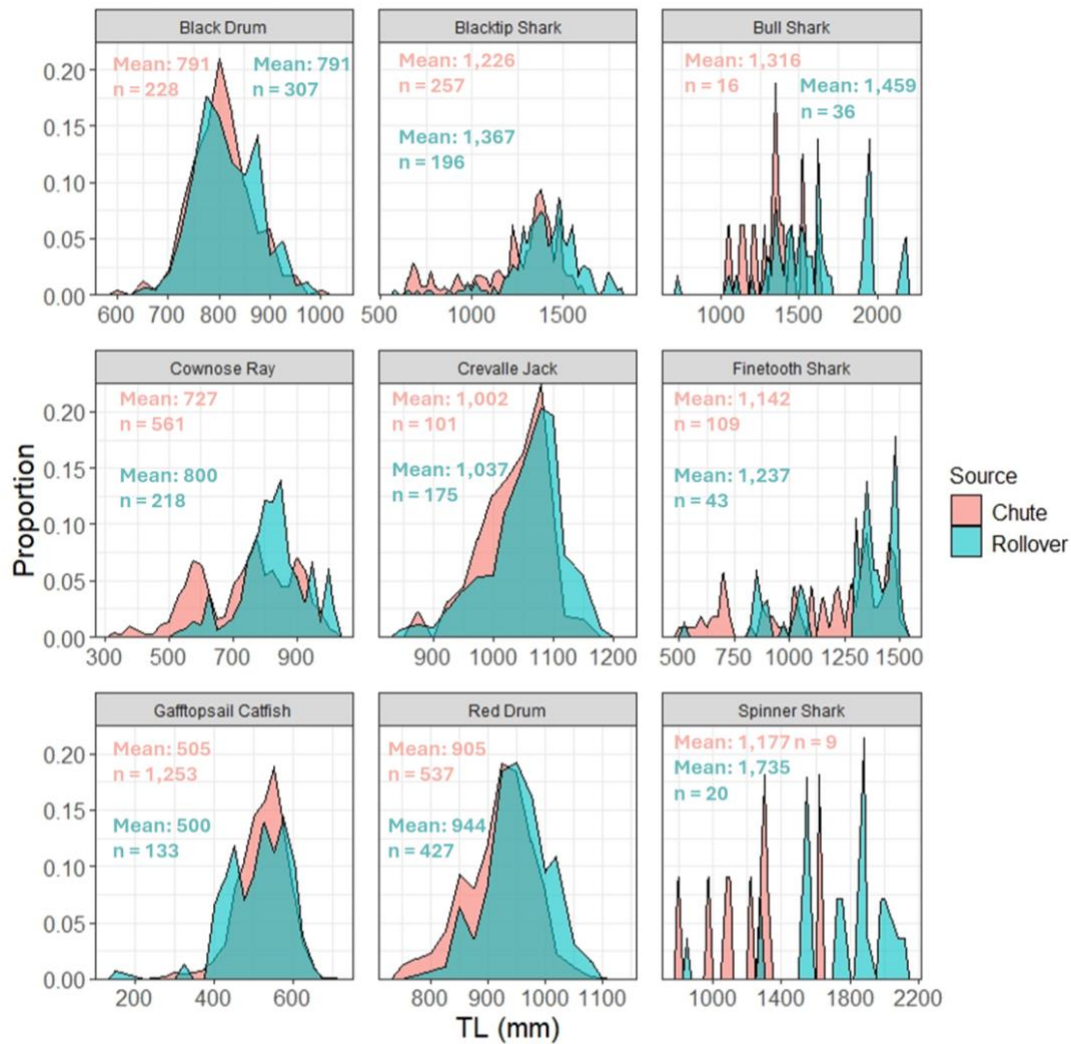 Black Drum
Mean: 791
n = 228
Mean: 791
n = 307
Blacktip Shark
Mean: 1,226
n = 257
Mean: 1,367
n = 196
Bull Shark
Mean: 1,316
n = 16
Mean: 1,459
n = 36
0.20
0.15
0.10
0.05
0.00
600 700 800 900 1000
500 1000 1500
1000 1500 2000
Cownose Ray
Mean: 727
n = 561
Mean: 800
n = 218
Crevalle Jack
Mean: 1,002
n = 101
Mean: 1,037
n = 175
Finetooth Shark
Mean: 1,142
n = 109
Mean: 1,237
n = 43
0.20
0.15
0.10
0.05
0.00
300 500 700 900
900 1000 1100 1200
500 750 1000 1250 1500
Gafftopsail Catfish
Mean: 505
n = 1,253
Mean: 500
n = 133
Red Drum
Mean: 905
n = 537
Mean: 944
n = 427
Spinner Shark
Mean: 1,177 n = 9
Mean: 1,735
n = 20
0.20
0.15
0.10
0.05
0.00
200 400 600
800 900 1000 1100
1000 1400 1800 2200
Proportion
TL (mm)
Source
Chute
Rollover